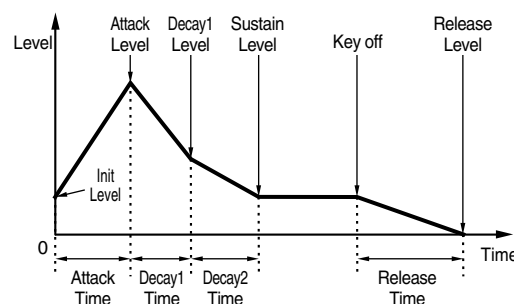 Level
Attack
Level
Decay1
Level
Sustain
Level
Key off
Release
Level
Init
Level
0
Time
Attack
Time
Decay1
Time
Decay2
Time
Release
Time